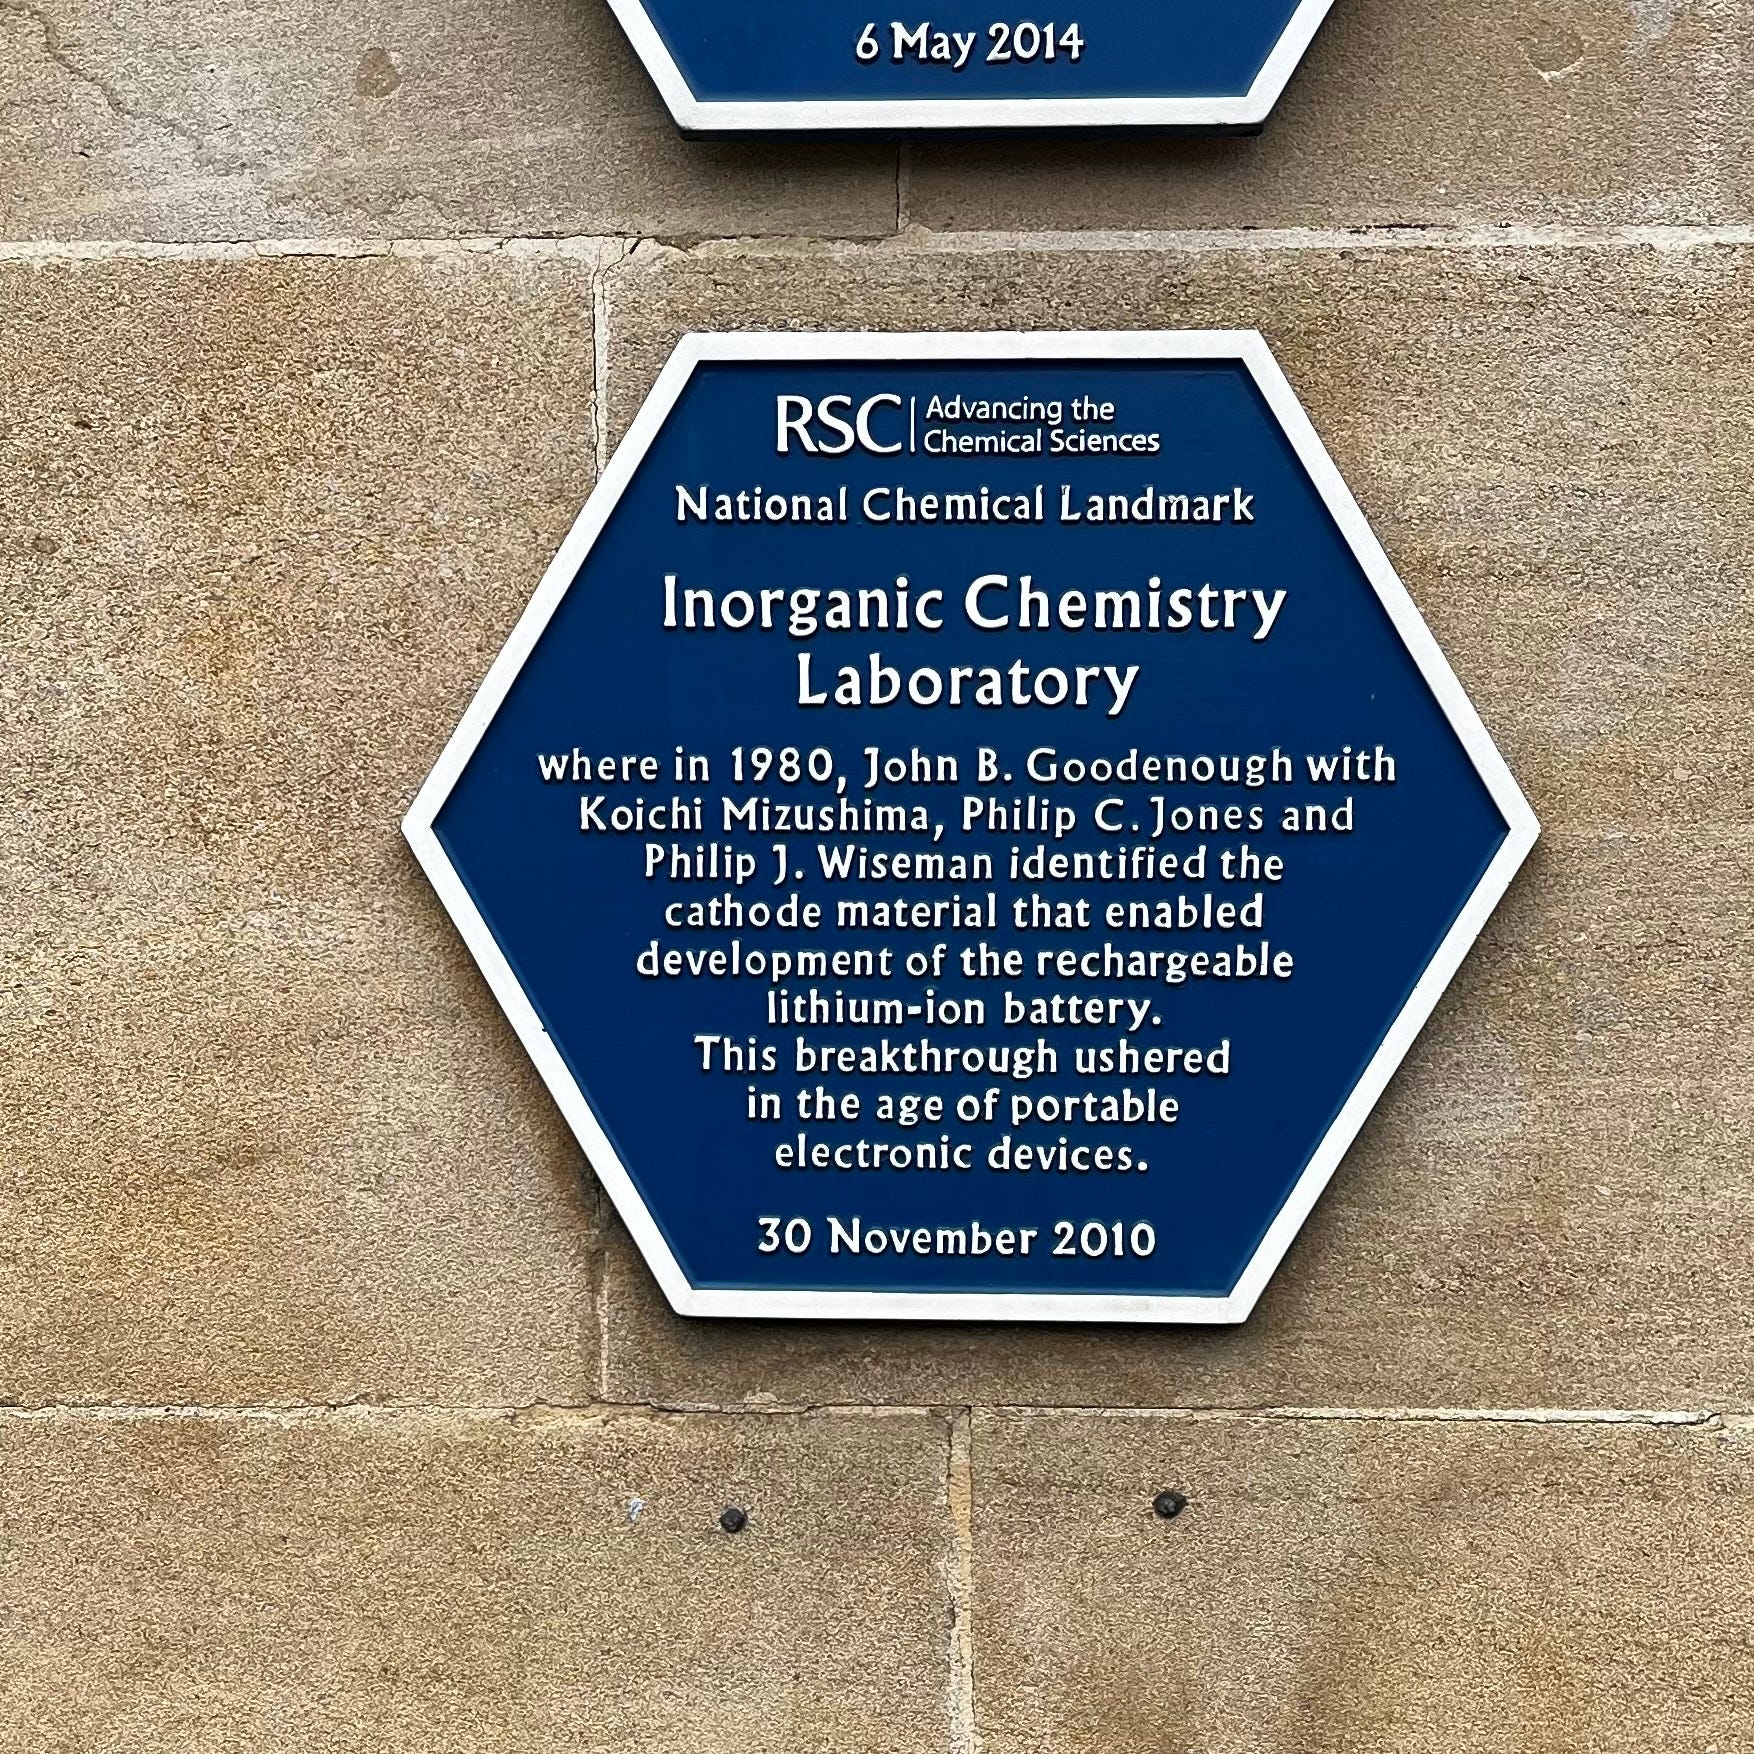 6 May 2014
RSC | Advancing the
Chemical Sciences
National Chemical Landmark
Inorganic Chemistry
Laboratory
where in 1980, John B. Goodenough with
Koichi Mizushima, Philip C. Jones and
Philip J. Wiseman identified the
cathode material that enabled
development of the rechargeable
lithium-ion battery.
This breakthrough ushered
in the age of portable
electronic devices.
30 November 2010